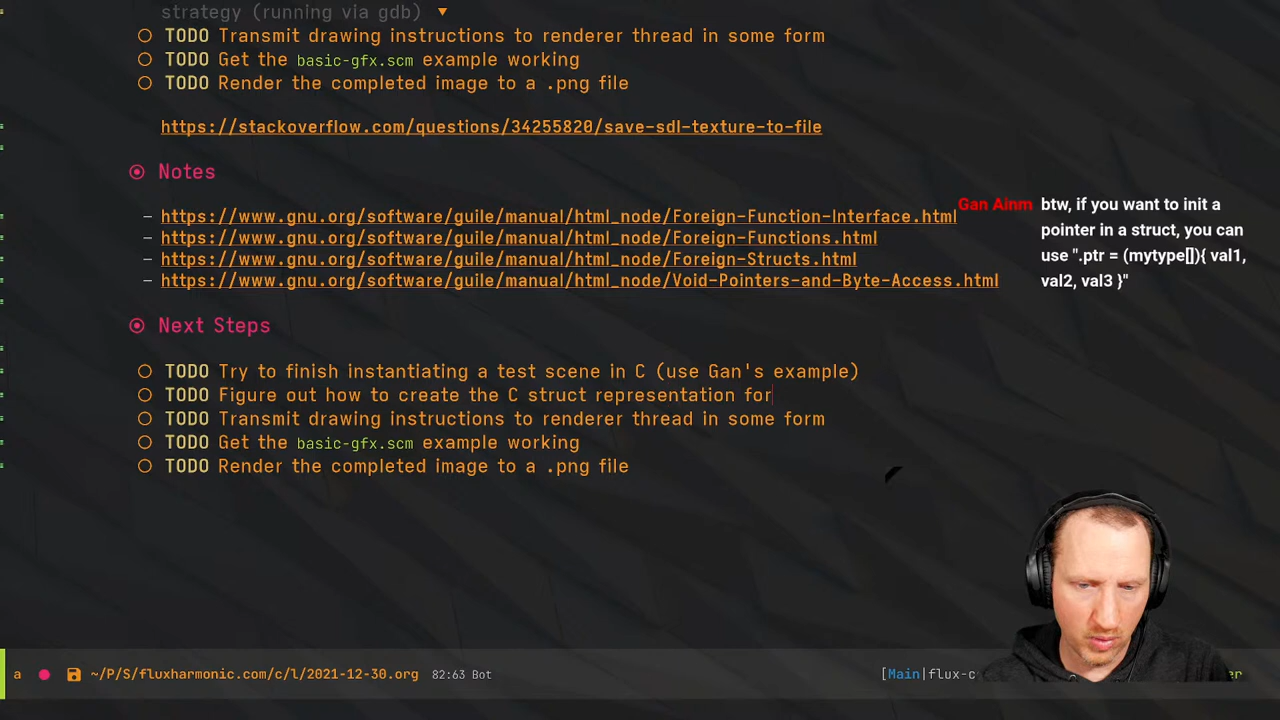 strategy (running via gdb) ▼
○ TODO Transmit drawing instructions to renderer thread in some form
○ TODO Get the basic-gfx.scm example working
○ TODO Render the completed image to a .png file
https://stackoverflow.com/questions/34255820/save-sdl-texture-to-file
Notes
– https://www.gnu.org/software/guile/manual/html_node/Foreign-Function-Interface.html
– https://www.gnu.org/software/guile/manual/html_node/Foreign-Functions.html
– https://www.gnu.org/software/guile/manual/html_node/Foreign-Structs.html
– https://www.gnu.org/software/guile/manual/html_node/Void-Pointers-and-Byte-Access.html
Gan Ainm btw, if you want to init a
pointer in a struct, you can
use ".ptr = (mytype[]){ val1,
val2, val3 }"
Next Steps
○ TODO Try to finish instantiating a test scene in C (use Gan's example)
○ TODO Figure out how to create the C struct representation for
○ TODO Transmit drawing instructions to renderer thread in some form
○ TODO Get the basic-gfx.scm example working
○ TODO Render the completed image to a .png file
a ~/P/S/fluxharmonic.com/c/l/2021-12-30.org 82:63 Bot [Main|flux-c er